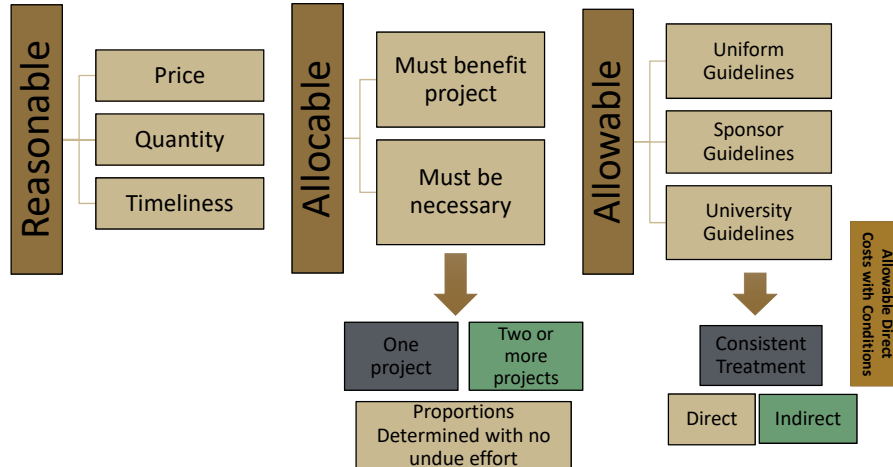 Reasonable
Price
Quantity
Timeliness
Allocable
Must benefit
project
Must be
necessary
One
project
Two or
more
projects
Proportions
Determined with no
undue effort
Allowable
Uniform
Guidelines
Sponsor
Guidelines
University
Guidelines
Consistent
Treatment
Direct
Indirect
Allowable Direct
Costs with Conditions